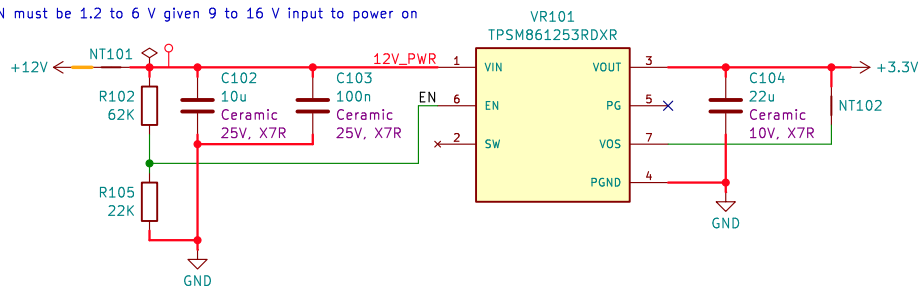 N must be 1.2 to 6 V given 9 to 16 V input to power on
VR101
TPSM861253RDXR
+12V
NT101
12V_PWR
1
VIN
VOUT
3
+3.3V
R102
62K
C102
10u
Ceramic
25V, X7R
C103
100n
Ceramic
25V, X7R
EN
6
EN
PG
5
C104
22u
Ceramic
10V, X7R
NT102
2
SW
VOS
7
R105
22K
PGND
4
GND
GND